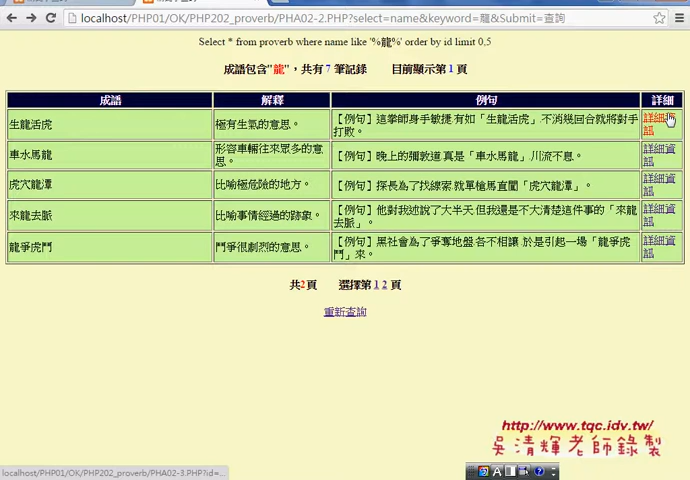 localhost/PHP01/OK/PHP202_proverb/PHA02-2.PHP?select=name&keyword=龍&Submit=查詢
Select * from proverb where name like '%龍%' order by id limit 0,5
成語包含"龍"，共有 7 筆記錄 目前顯示第 1 頁
成語 解釋 例句 詳細
生龍活虎 極有生氣的意思。 【例句】這拳師身手敏捷 有如「生龍活虎」 不消幾回合就將對手打敗。 詳細資訊
車水馬龍 形容車輛往來眾多的意思。 【例句】晚上的彌敦道 真是「車水馬龍」 川流不息。 詳細資訊
虎穴龍潭 比喻極危險的地方。 【例句】探長為了找線索 就單槍馬直闖「虎穴龍潭」。 詳細資訊
來龍去脈 比喻事情經過的跡象。 【例句】他對我述說了大半天 但我還是不大清楚這件事的「來龍去脈」。 詳細資訊
龍爭虎鬥 鬥爭很劇烈的意思。 【例句】黑社會為了爭奪地盤 各不相讓 於是引起一場「龍爭虎鬥」來。 詳細資訊
共2頁 選擇第 1 2 頁
重新查詢
http://www.tqc.idv.tw/
吳清輝老師錄製
localhost/PHP01/OK/PHP202_proverb/PHA02-3.PHP?id=...